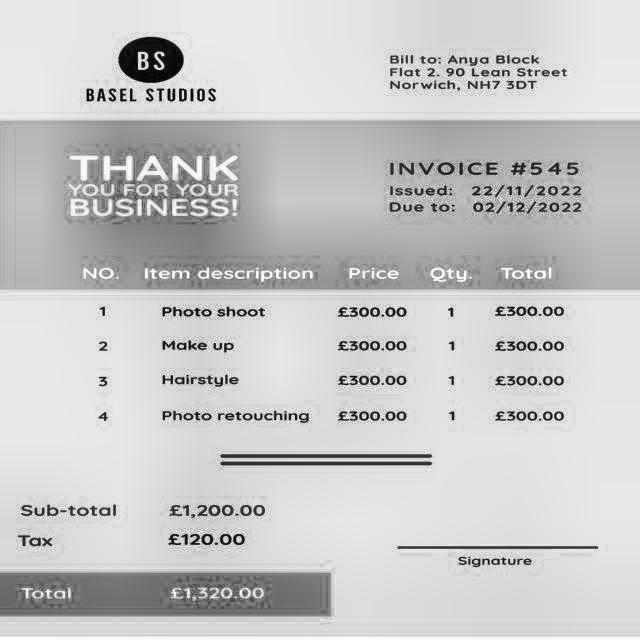 BS
BASEL STUDIOS
Bill to: Anya Block
Flat 2. 90 Lean Street
Norwich, NH7 3DT
THANK
YOU FOR YOUR
BUSINESS!
INVOICE #545
Issued: 22/11/2022
Due to: 02/12/2022
NO. Item description Price Qty. Total
1 Photo shoot £300.00 1 £300.00
2 Make up £300.00 1 £300.00
3 Hairstyle £300.00 1 £300.00
4 Photo retouching £300.00 1 £300.00
Sub-total £1,200.00
Tax £120.00
Signature
Total £1,320.00